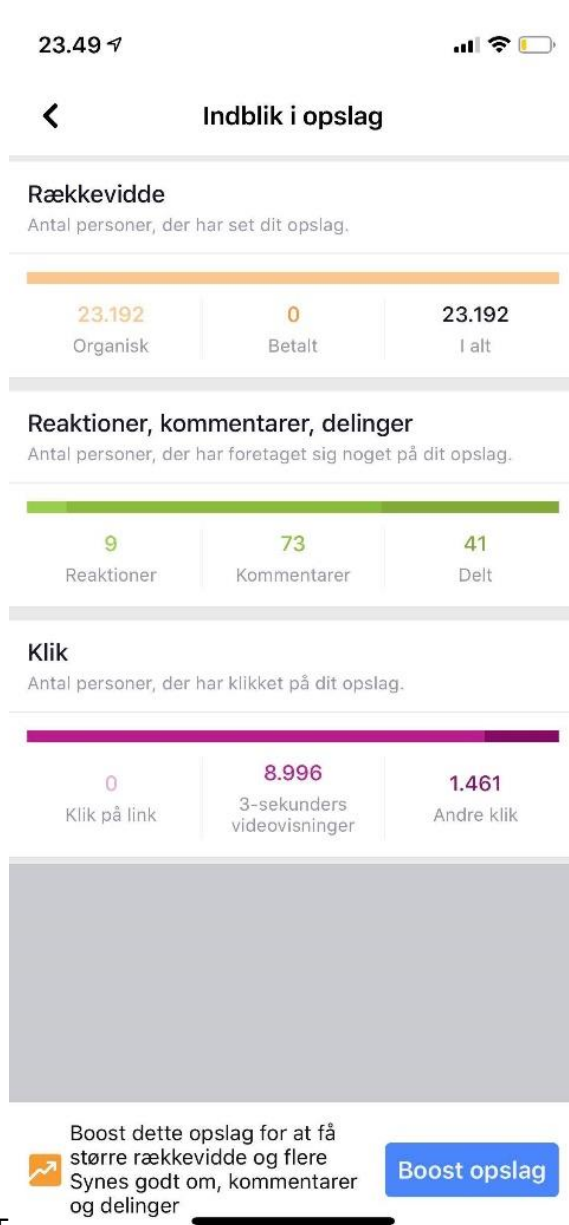 23.49
Indblik i opslag
Rækkevidde
Antal personer, der har set dit opslag.
23.192
0
23.192
Organisk
Betalt
I alt
Reaktioner, kommentarer, delinger
Antal personer, der har foretaget sig noget på dit opslag.
9
73
41
Reaktioner
Kommentarer
Delt
Klik
Antal personer, der har klikket på dit opslag.
0
8.996
1.461
Klik på link
3-sekunders
videovisninger
Andre klik
Boost dette opslag for at få
større rækkevidde og flere
Synes godt om, kommentarer
og delinger
Boost opslag